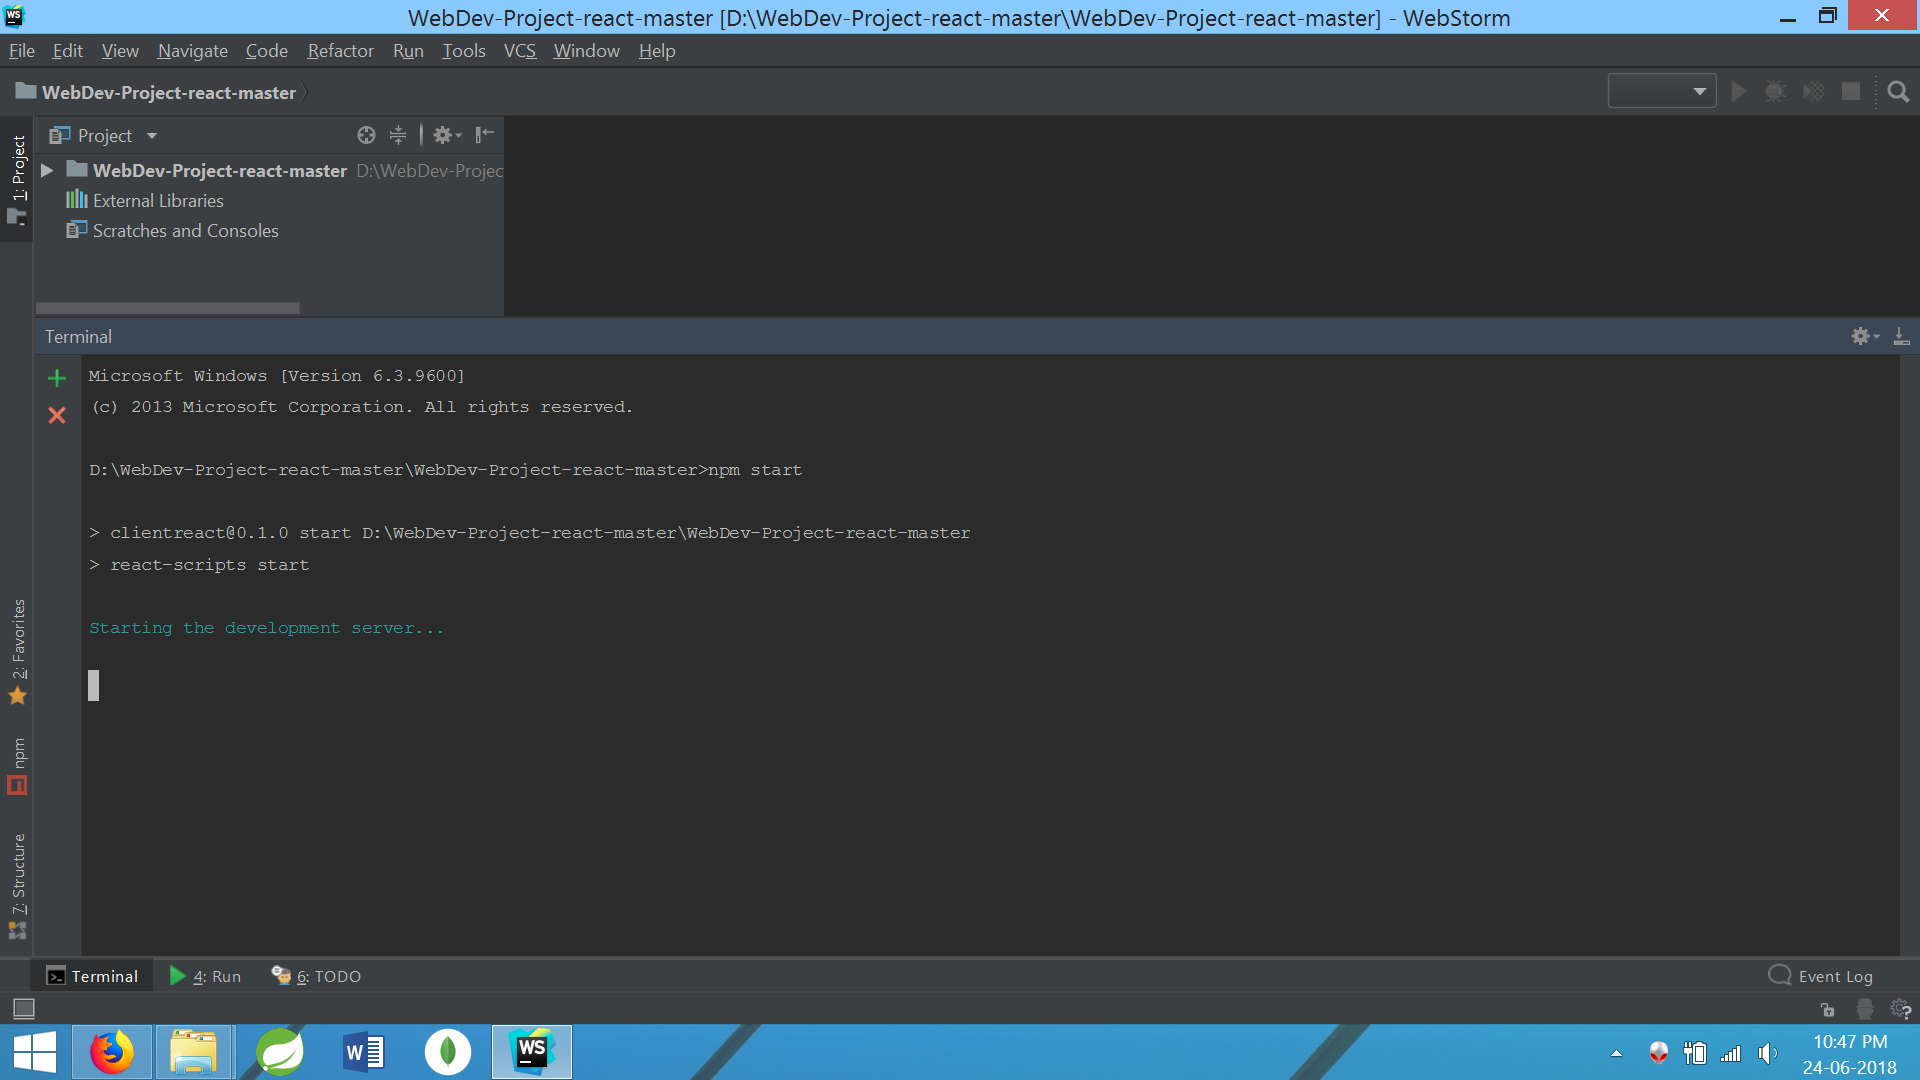 WS
WebDev-Project-react-master [D:\WebDev-Project-react-master\WebDev-Project-react-master] - WebStorm
File Edit View Navigate Code Refactor Run Tools VCS Window Help
WebDev-Project-react-master
1: Project
Project
WebDev-Project-react-master D:\WebDev-Projec
External Libraries
Scratches and Consoles
Terminal
Microsoft Windows [Version 6.3.9600]
(c) 2013 Microsoft Corporation. All rights reserved.
D:\WebDev-Project-react-master\WebDev-Project-react-master>npm start
> clientreact@0.1.0 start D:\WebDev-Project-react-master\WebDev-Project-react-master
> react-scripts start
Starting the development server...
2: Favorites
npm
7: Structure
Terminal 4: Run 6: TODO Event Log
W WS
10:47 PM
24-06-2018